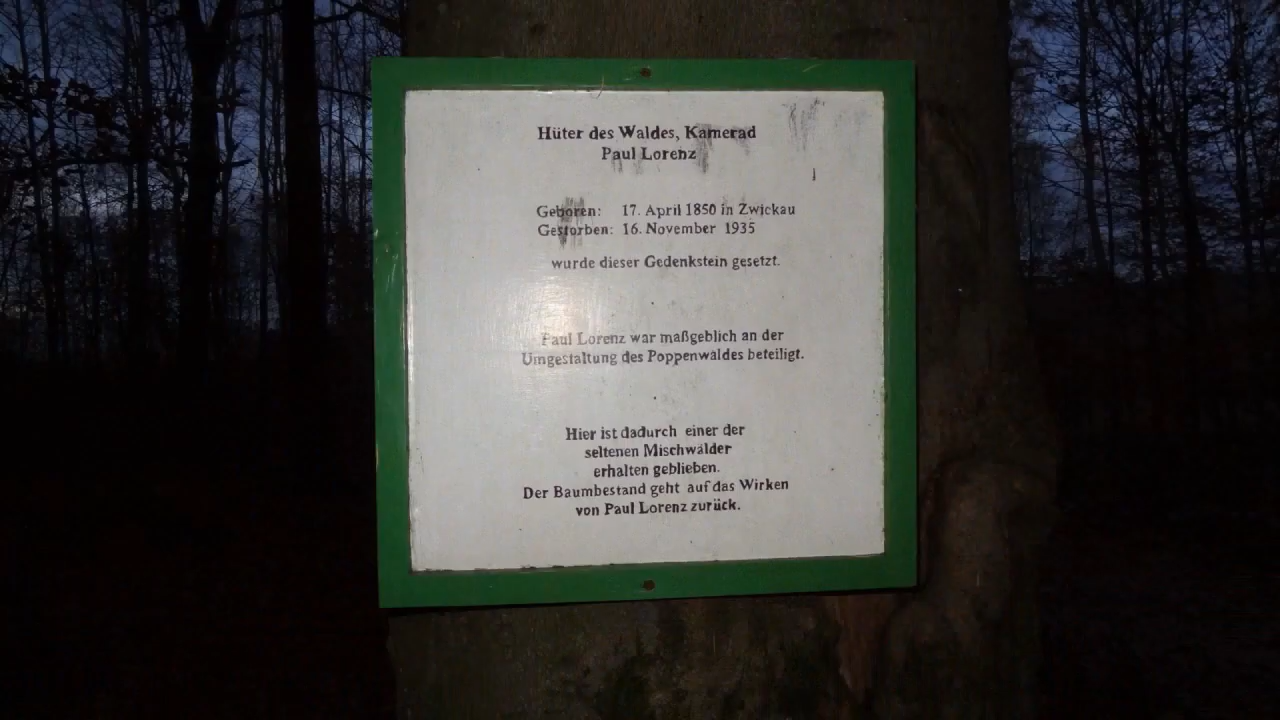 Hüter des Waldes, Kamerad
Paul Lorenz
Geboren: 17. April 1850 in Zwickau
Gestorben: 16. November 1935
wurde dieser Gedenkstein gesetzt.
Paul Lorenz war maßgeblich an der
Umgestaltung des Poppenwaldes beteiligt.
Hier ist dadurch einer der
seltenen Mischwälder
erhalten geblieben.
Der Baumbestand geht auf das Wirken
von Paul Lorenz zurück.